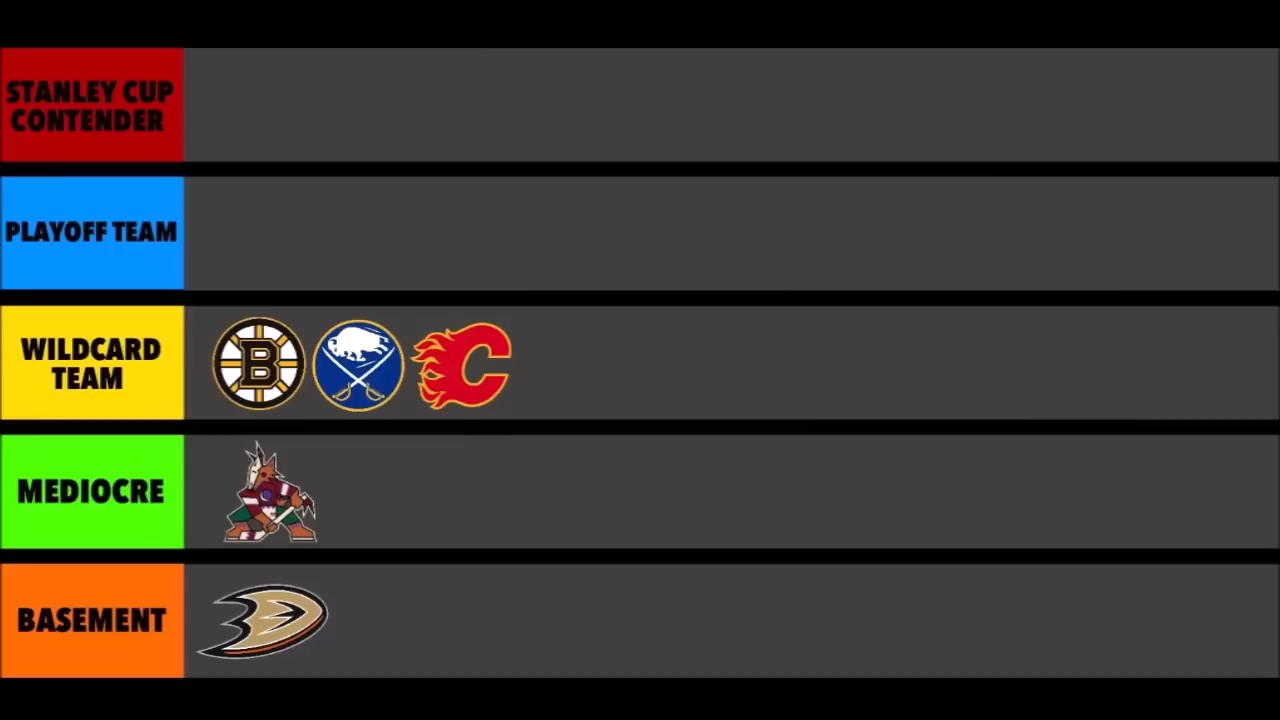 STANLEY CUP
CONTENDER
PLAYOFF TEAM
WILDCARD
TEAM
B
C
MEDIOCRE
BASEMENT